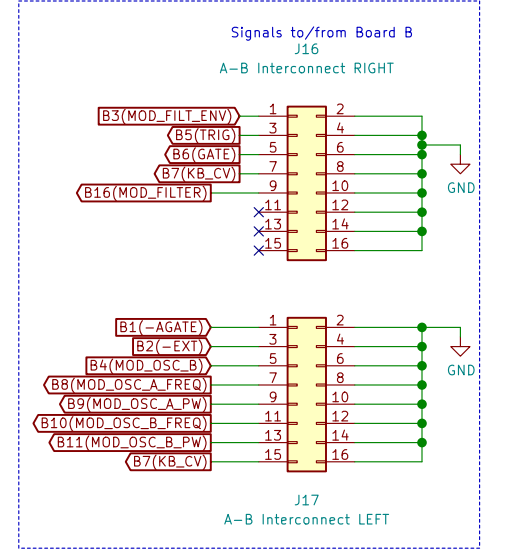 Signals to/from Board B
J16
A-B Interconnect RIGHT
B3(MOD_FILT_ENV) 1 2
B5(TRIG) 3 4
B6(GATE) 5 6
B7(KB_CV) 7 8
B16(MOD_FILTER) 9 10
GND
11 12
13 14
15 16
B1(-AGATE) 1 2
B2(-EXT) 3 4
B4(MOD_OSC_B) 5 6
GND
B8(MOD_OSC_A_FREQ) 7 8
B9(MOD_OSC_A_PW) 9 10
B10(MOD_OSC_B_FREQ) 11 12
B11(MOD_OSC_B_PW) 13 14
B7(KB_CV) 15 16
J17
A-B Interconnect LEFT